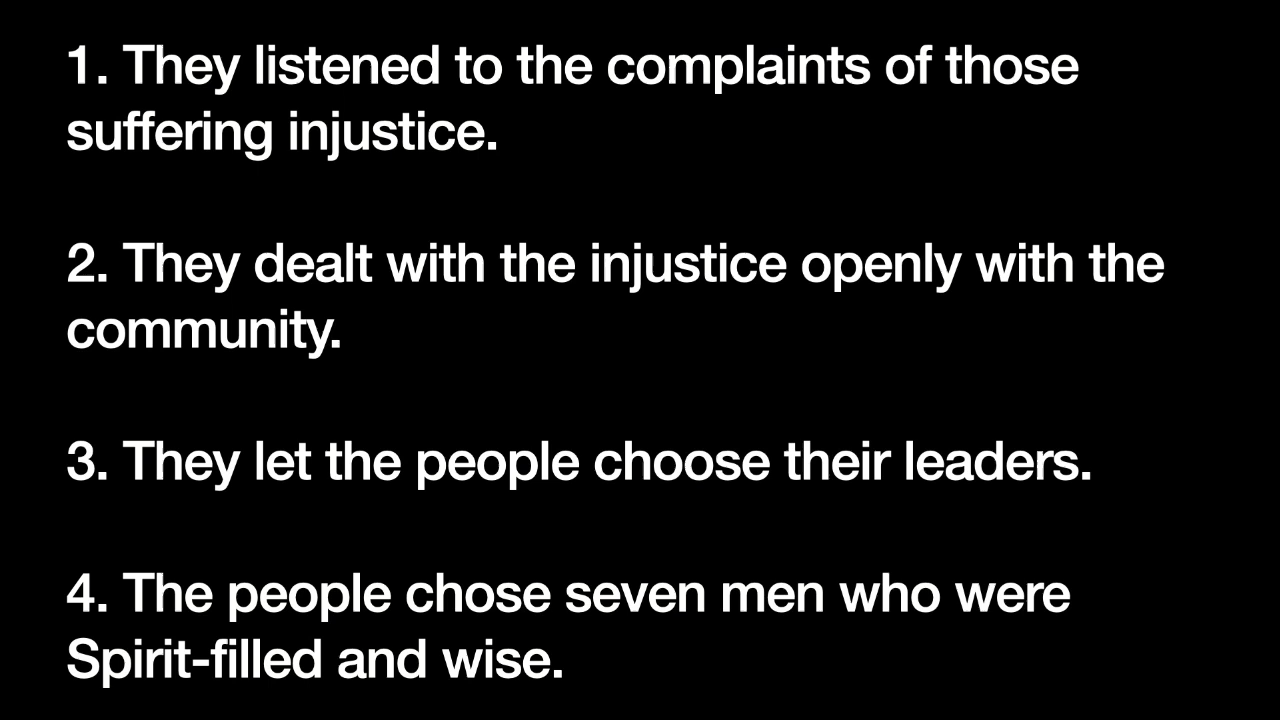 1. They listened to the complaints of those
suffering injustice.
2. They dealt with the injustice openly with the
community.
3. They let the people choose their leaders.
4. The people chose seven men who were
Spirit-filled and wise.